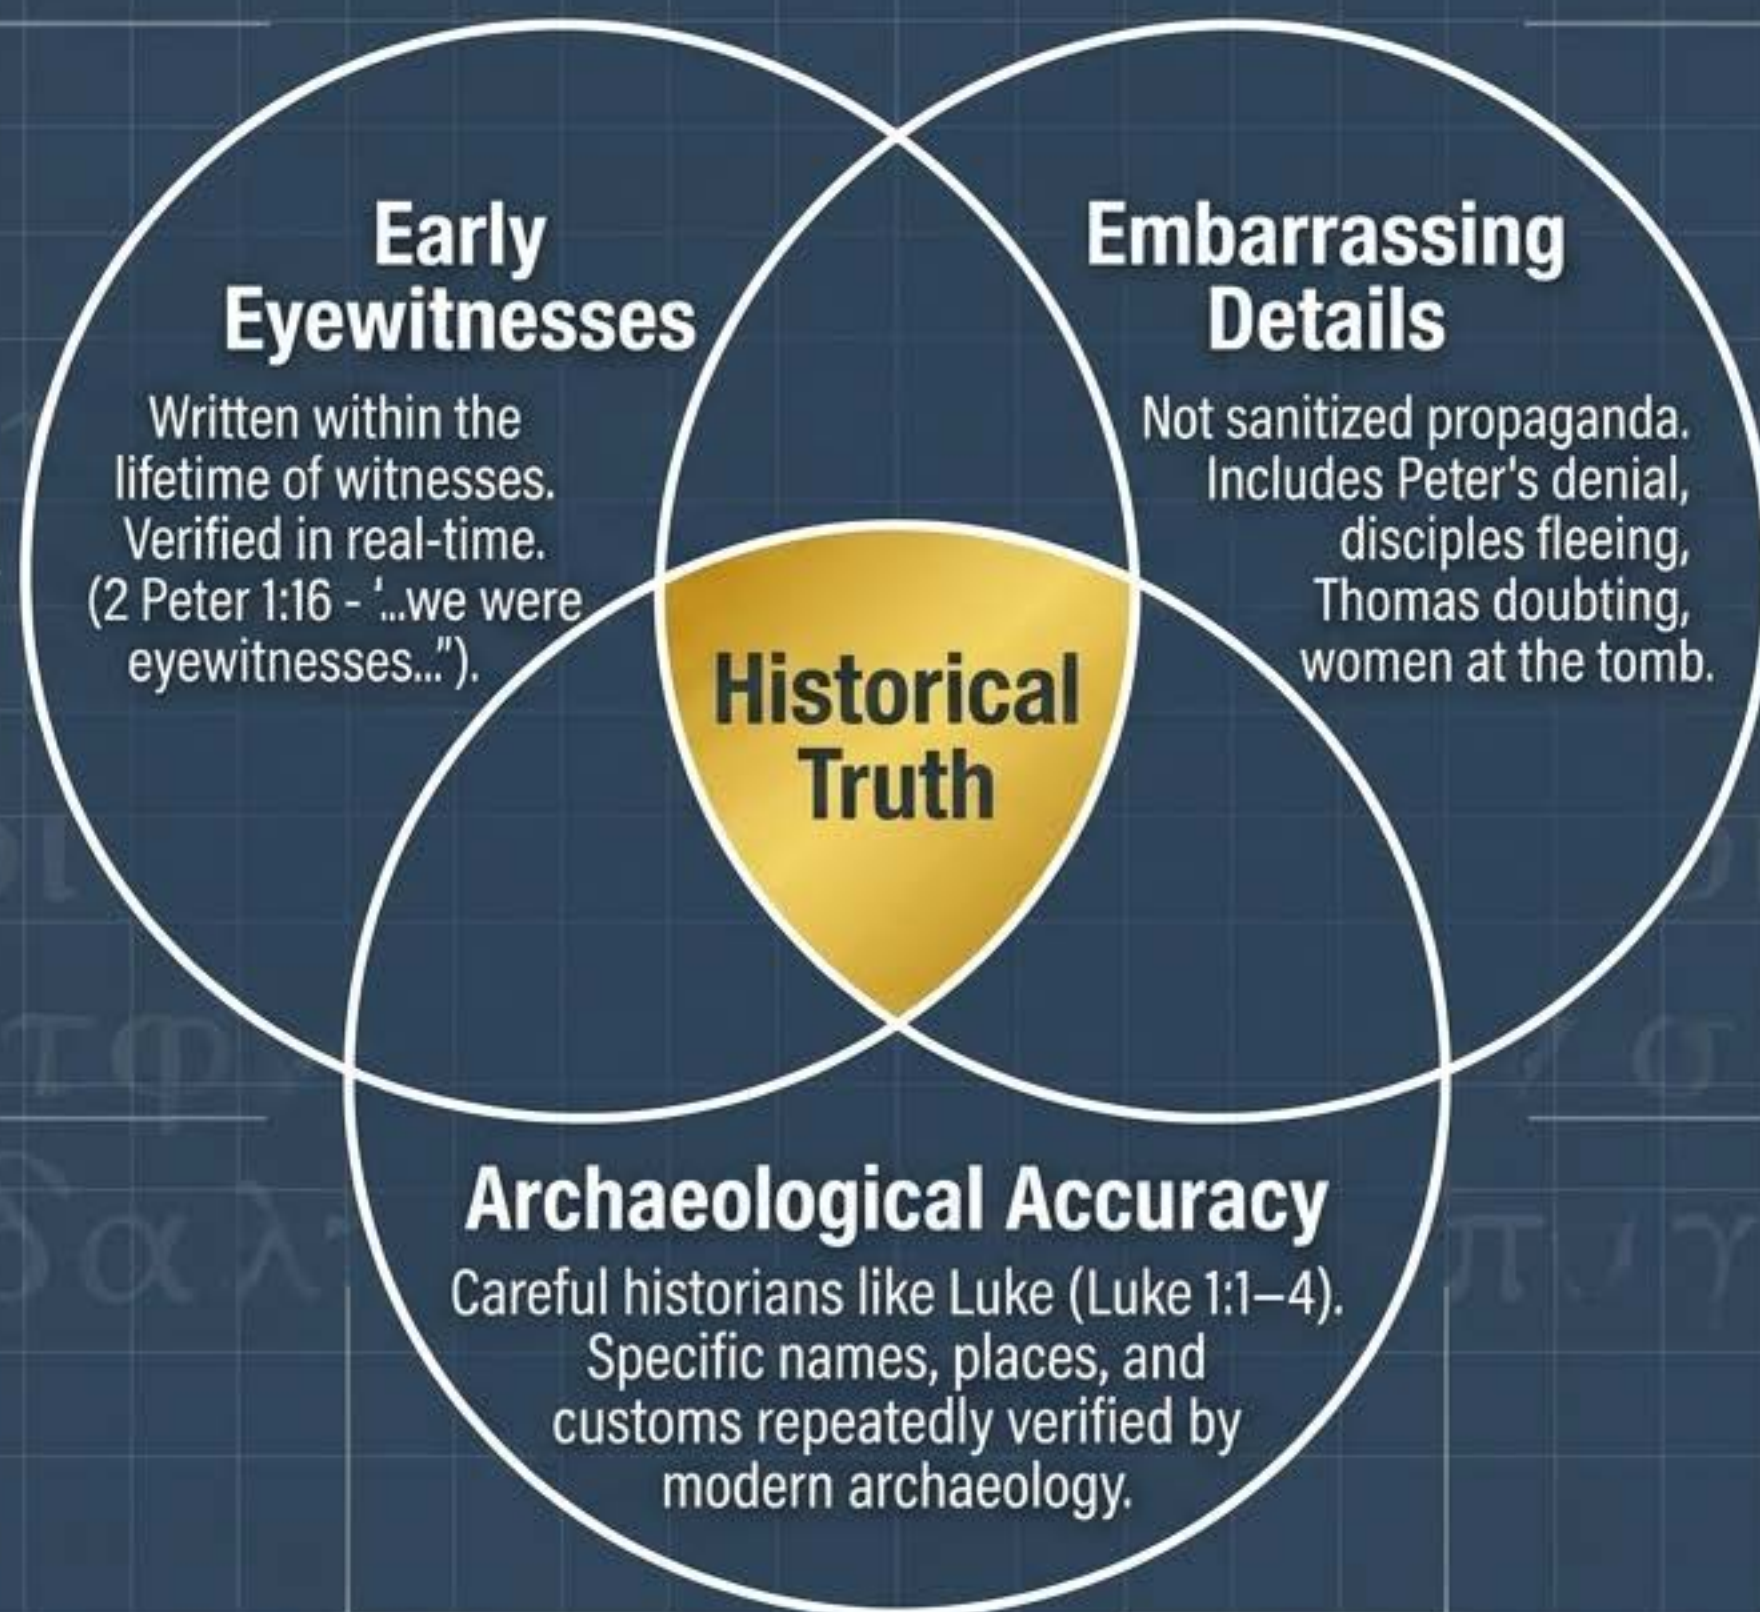 Early
Eyewitnesses
Written within the
lifetime of witnesses.
Verified in real-time.
(2 Peter 1:16 - '...we were
eyewitnesses...").
Embarrassing
Details
Not sanitized propaganda.
Includes Peter's denial,
disciples fleeing,
Thomas doubting,
women at the tomb.
Historical
Truth
Archaeological Accuracy
Careful historians like Luke (Luke 1:1–4).
Specific names, places, and
customs repeatedly verified by
modern archaeology.